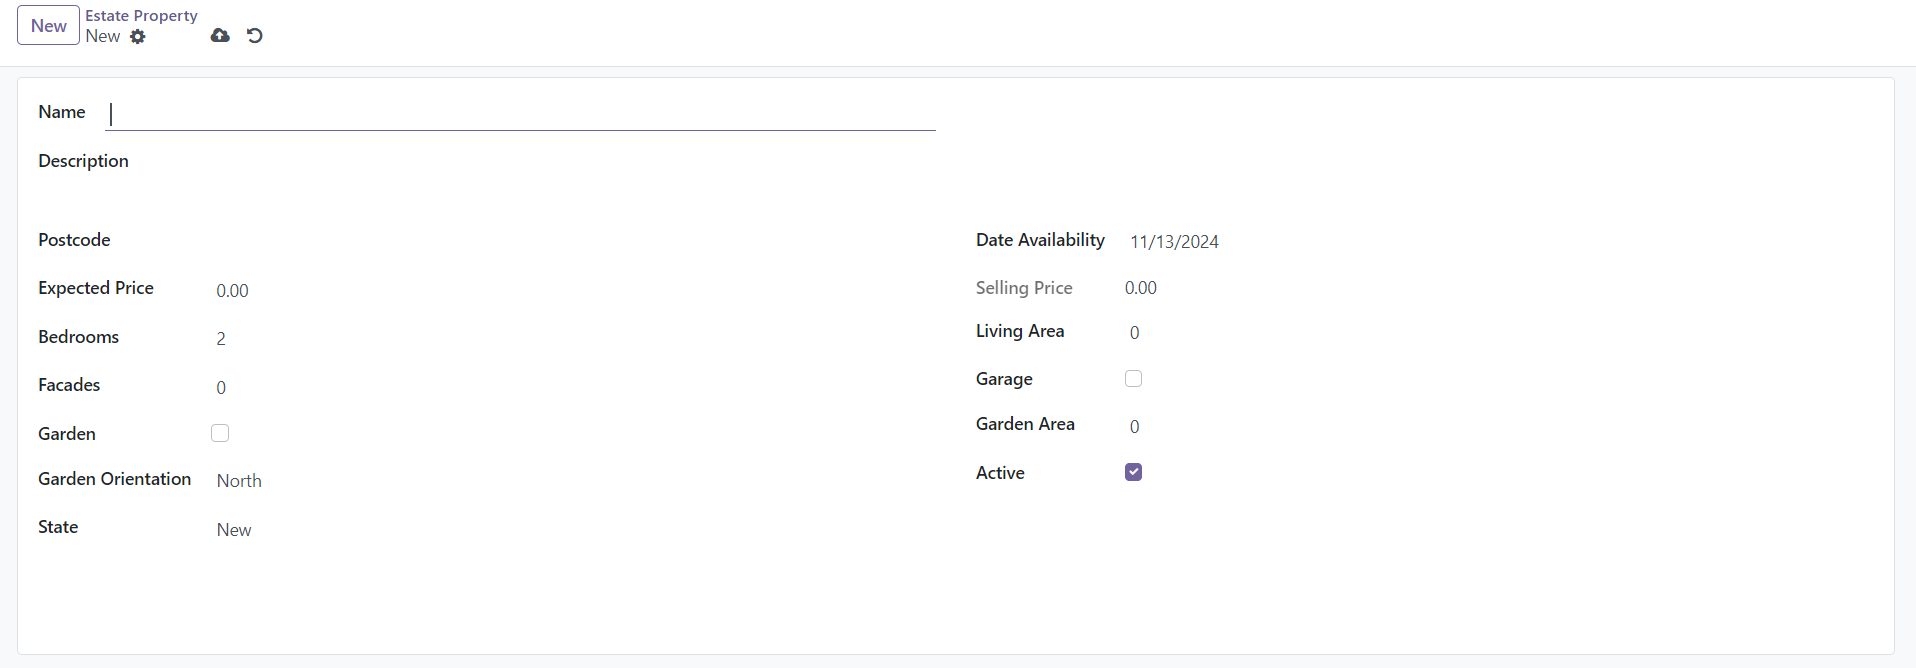 New
Estate Property
New
Name
Description
Postcode
Date Availability 11/13/2024
Expected Price 0.00
Selling Price 0.00
Bedrooms 2
Living Area 0
Facades 0
Garage
Garden
Garden Area 0
Garden Orientation North
Active
State New